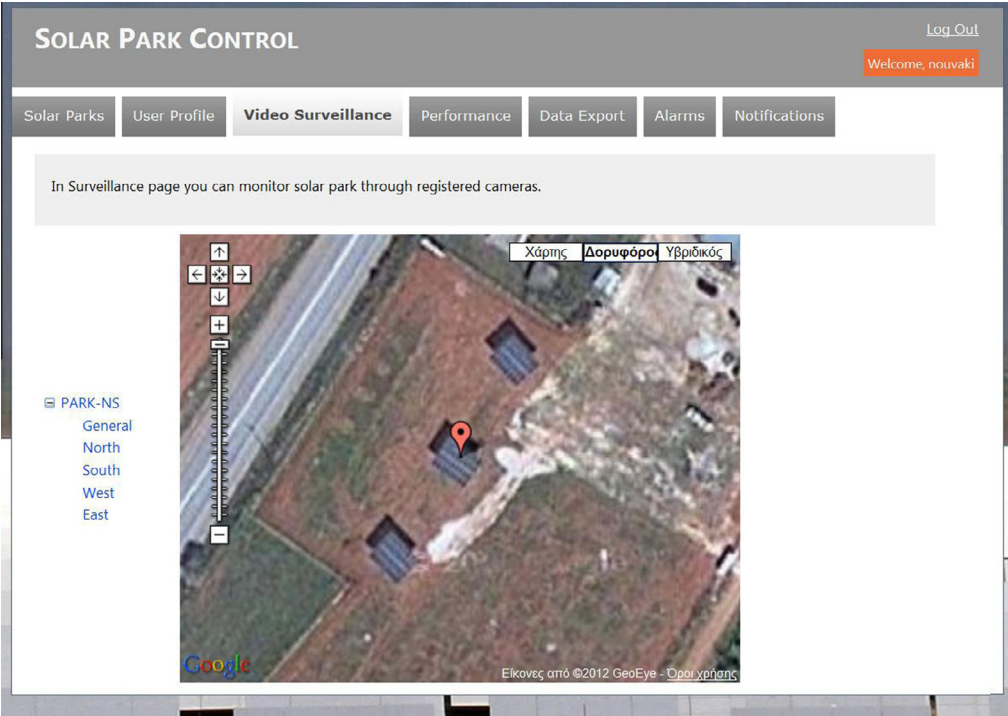 SOLAR PARK CONTROL
Log Out
Welcome, nouvaki
Solar Parks User Profile Video Surveillance Performance Data Export Alarms Notifications
In Surveillance page you can monitor solar park through registered cameras.
Χάρτης Δορυφόρο Υβριδικός
PARK-NS
General
North
South
West
East
Google
Εικονες από ©2012 GeoEye - Όροι χρήσης